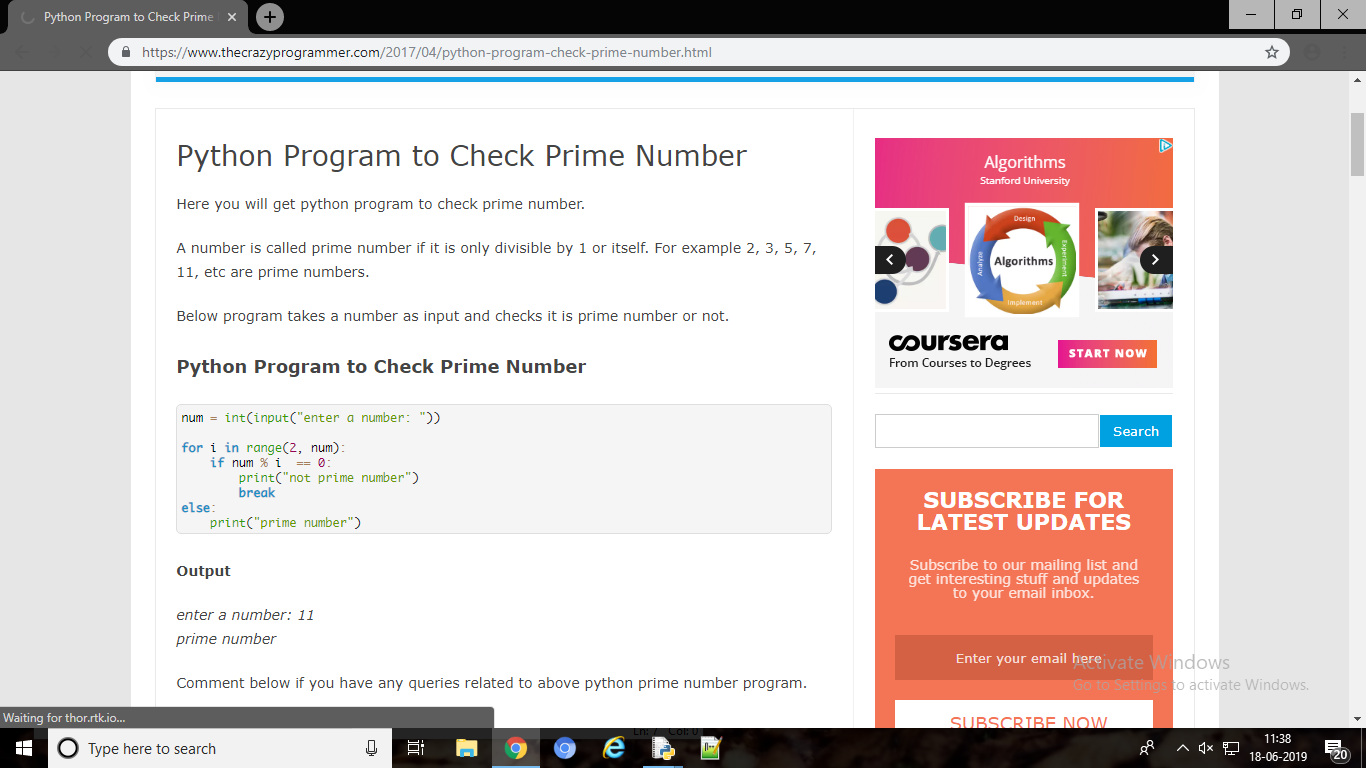 Python Program to Check Prime
https://www.thecrazyprogrammer.com/2017/04/python-program-check-prime-number.html
Python Program to Check Prime Number
Here you will get python program to check prime number.
A number is called prime number if it is only divisible by 1 or itself. For example 2, 3, 5, 7,
11, etc are prime numbers.
Below program takes a number as input and checks it is prime number or not.
Python Program to Check Prime Number
num = int(input("enter a number: "))
for i in range(2, num):
    if num % i  == 0:
        print("not prime number")
        break
else:
    print("prime number")
Output
enter a number: 11
prime number
Comment below if you have any queries related to above python prime number program.
Algorithms
Stanford University
Design
Experiment
Implement
Analyze
Algorithms
coursera
From Courses to Degrees
START NOW
Search
SUBSCRIBE FOR
LATEST UPDATES
Subscribe to our mailing list and
get interesting stuff and updates
to your email inbox.
Enter your email here
SUBSCRIBE NOW
Activate Windows
Go to Settings to activate Windows.
Waiting for thor.rtk.io...
Ln: 7 Col: 0
Type here to search
11:38
18-06-2019
20